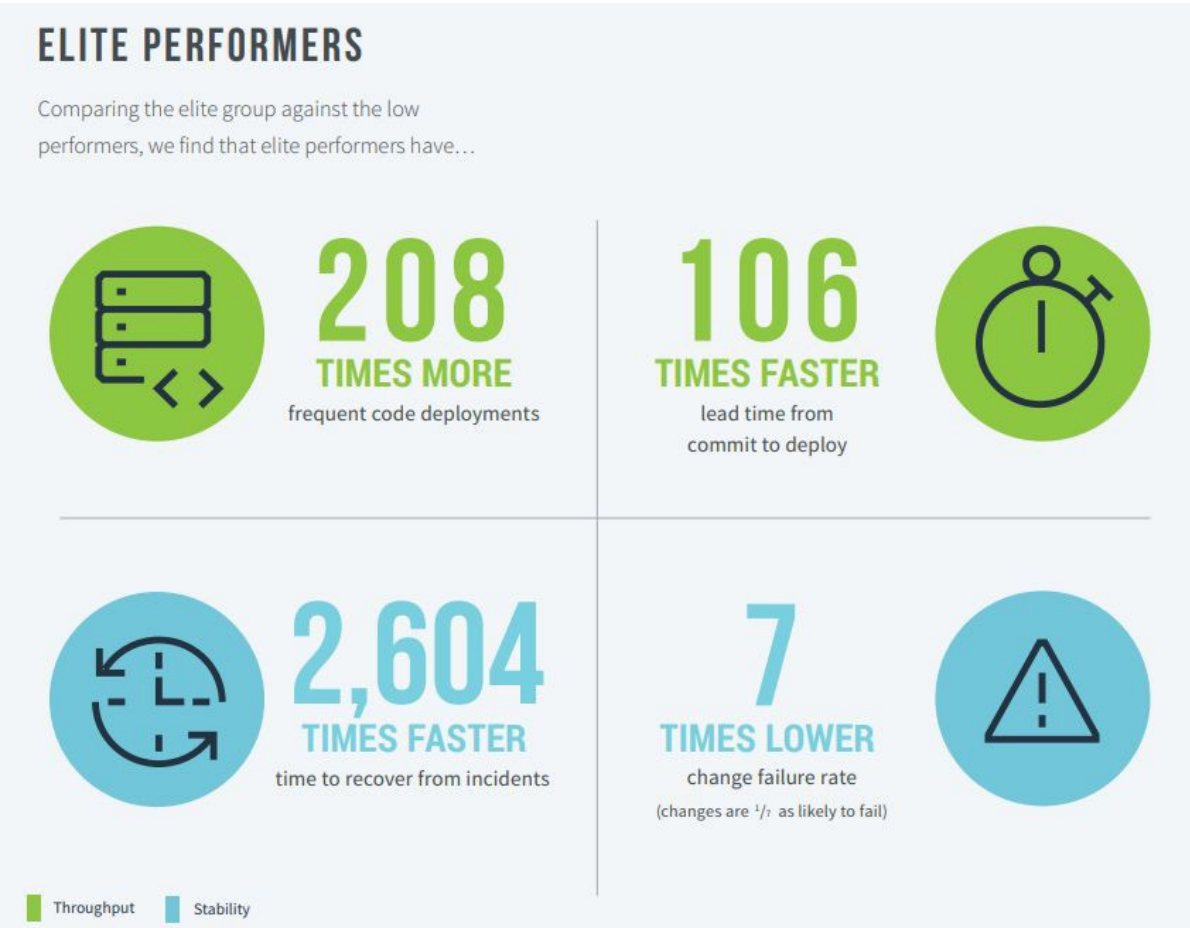 ELITE PERFORMERS
Comparing the elite group against the low
performers, we find that elite performers have…
208
TIMES MORE
frequent code deployments
106
TIMES FASTER
lead time from
commit to deploy
2,604
TIMES FASTER
time to recover from incidents
7
TIMES LOWER
change failure rate
(changes are 1/7 as likely to fail)
Throughput
Stability